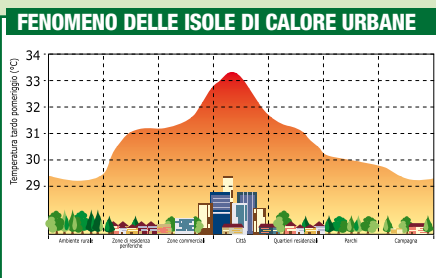 FENOMENO DELLE ISOLE DI CALORE URBANE
Temperatura tardo pomeriggio (°C)
34
33
32
31
30
29
Ambiente rurale
Zone di residenza
periferiche
Zone commerciali
Città
Quartieri residenziali
Parchi
Campagna